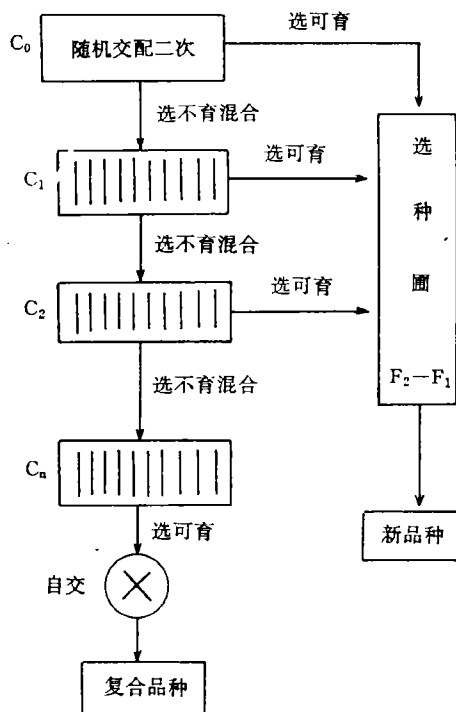 选可育
C₀
随机交配二次
选不育混合
选可育
C₁
选不育混合
选可育
C₂
选不育混合
Cₙ
选可育
自交
复合品种
选
种
圃
F₂—F₁
新品种